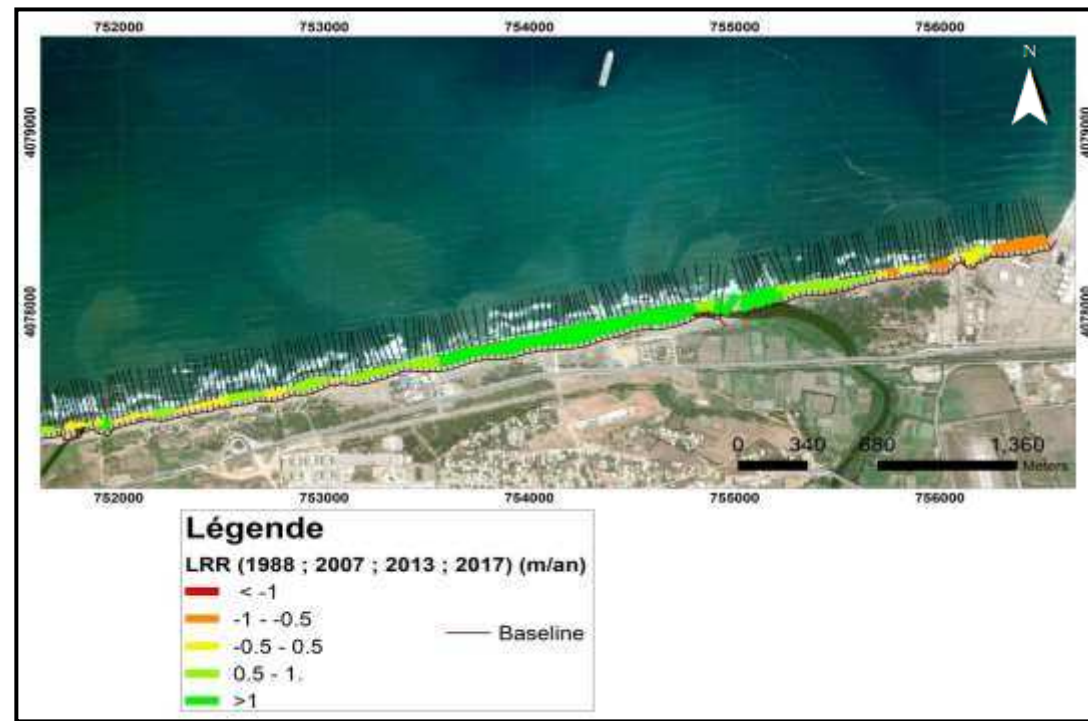 752000 753000 754000 755000 756000
N
4079000 4079000
4078000 4078000
0 340 680 1,360
Meters
752000 753000 754000 755000 756000
Légende
LRR (1988 ; 2007 ; 2013 ; 2017) (m/an)
< -1
-1 - -0.5
-0.5 - 0.5
0.5 - 1.
>1
Baseline